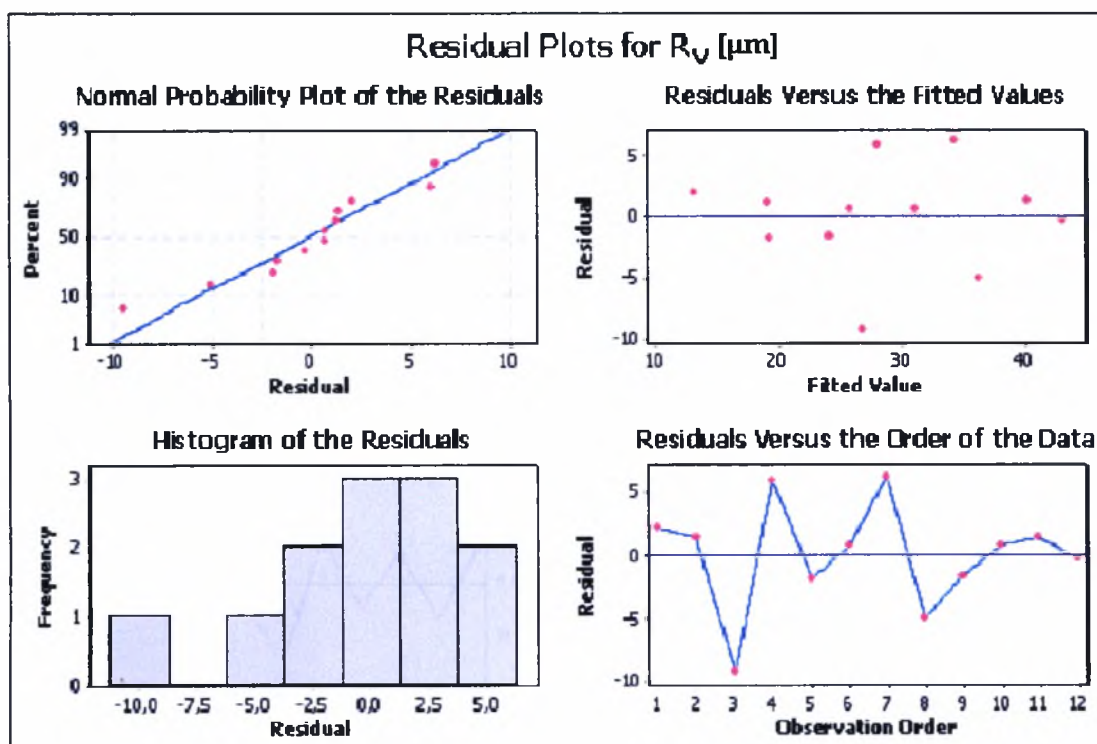 Residual Plots for Rv [µm]
Normal Probability Plot of the Residuals
99
90
50
10
1
Percent
-10 -5 0 5 10
Residual
Residuals Versus the Fitted Values
5
0
-5
-10
Residual
10 20 30 40
Fitted Value
Histogram of the Residuals
3
2
1
0
Frequency
-10,0 -7,5 -5,0 -2,5 0,0 2,5 5,0
Residual
Residuals Versus the Order of the Data
5
0
-5
-10
Residual
1 2 3 4 5 6 7 8 9 10 11 12
Observation Order